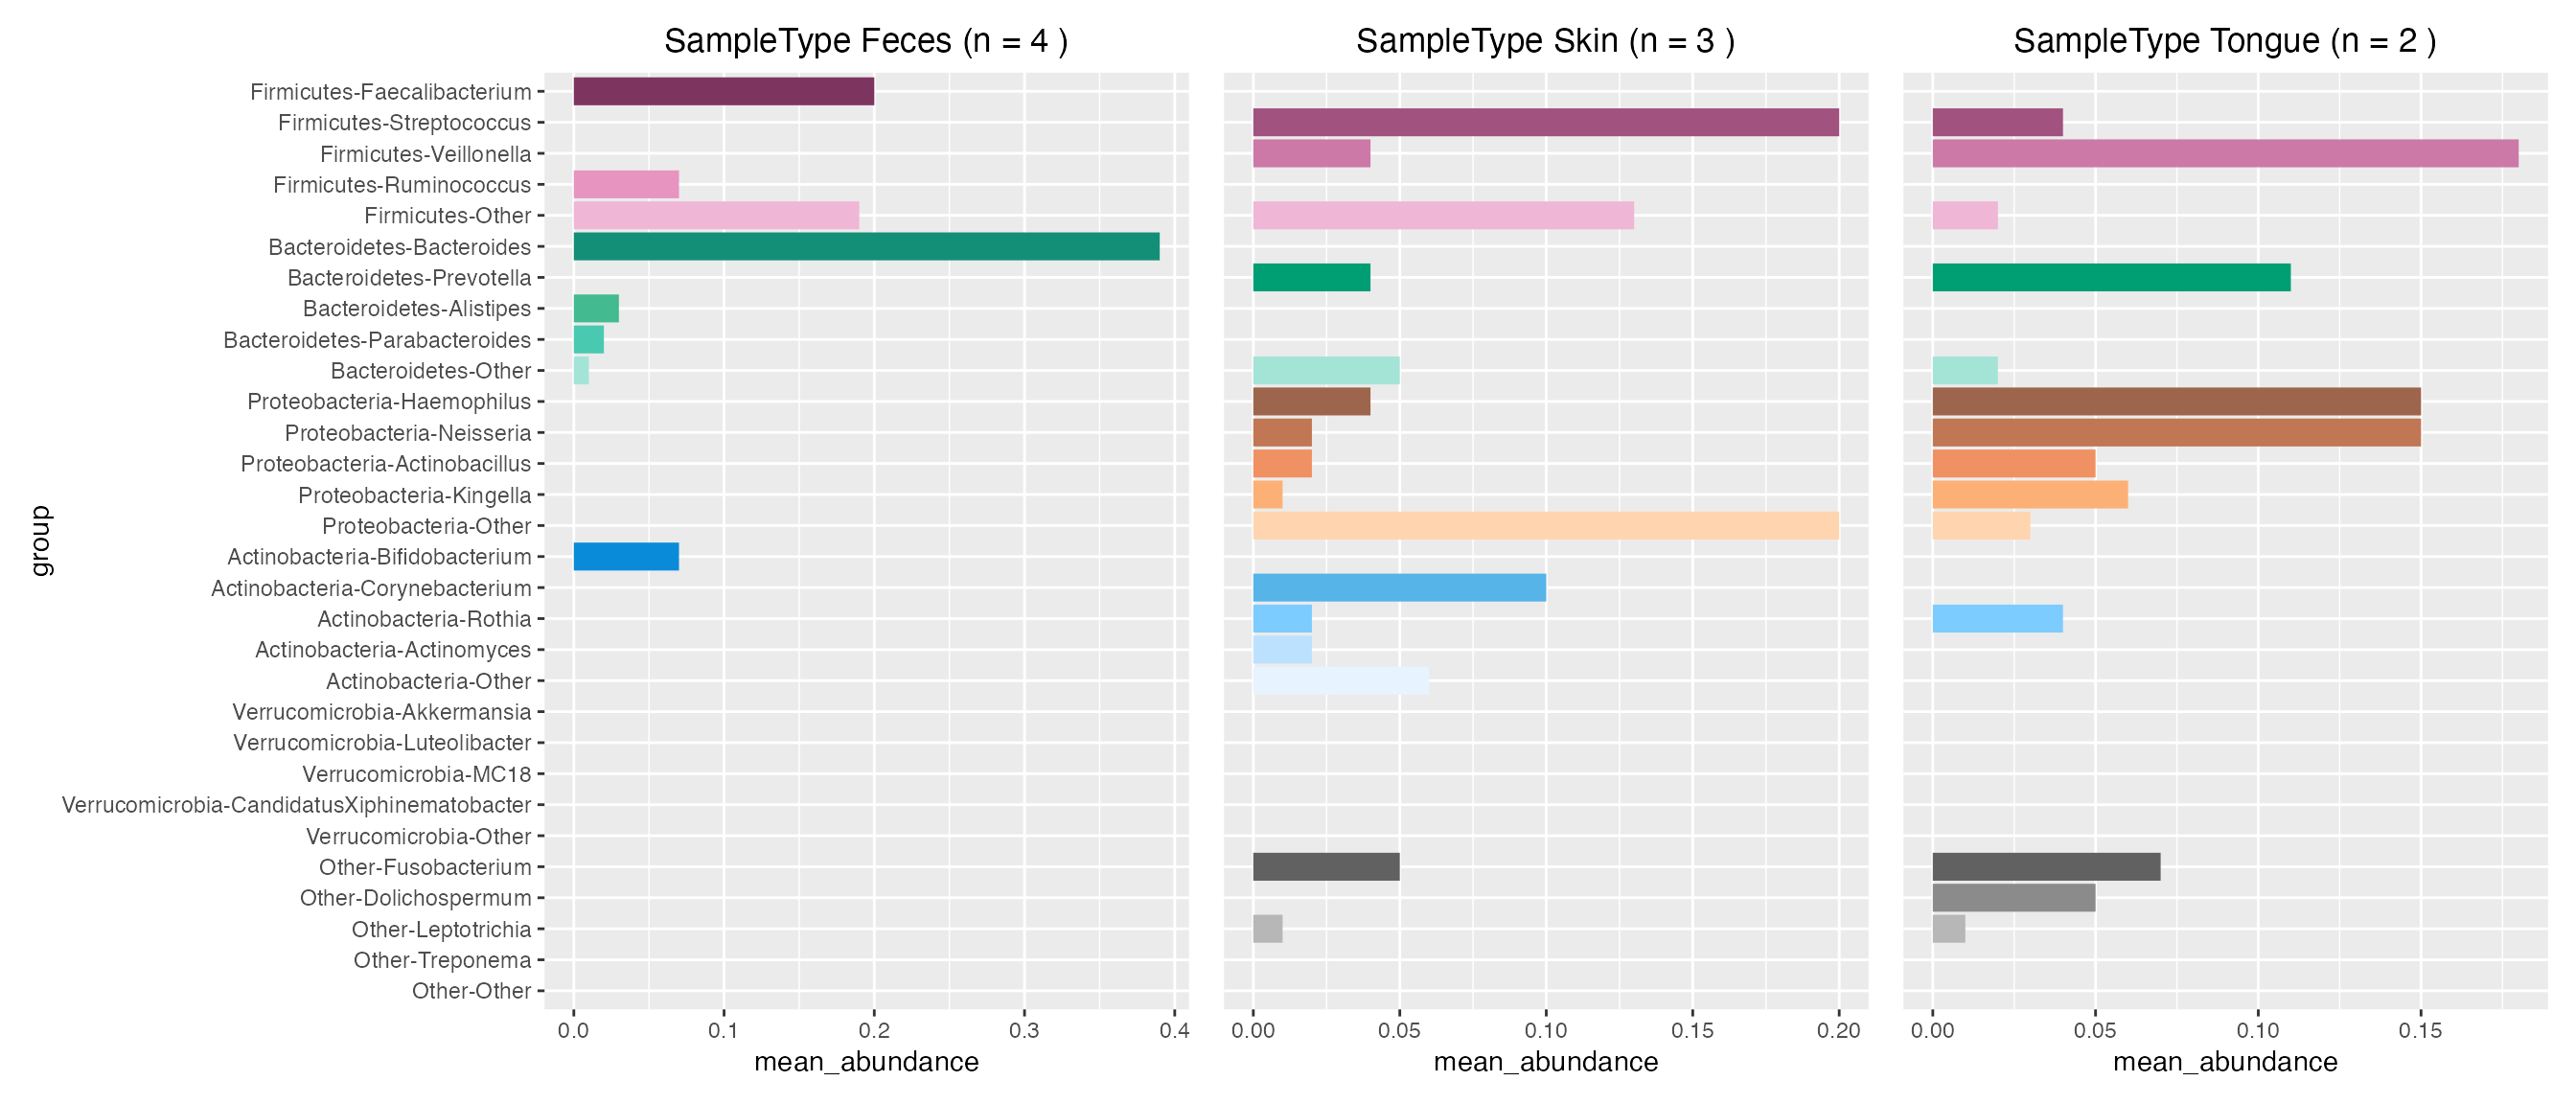 SampleType Feces (n = 4 )
SampleType Skin (n = 3 )
SampleType Tongue (n = 2 )
group
Firmicutes-Faecalibacterium
Firmicutes-Streptococcus
Firmicutes-Veillonella
Firmicutes-Ruminococcus
Firmicutes-Other
Bacteroidetes-Bacteroides
Bacteroidetes-Prevotella
Bacteroidetes-Alistipes
Bacteroidetes-Parabacteroides
Bacteroidetes-Other
Proteobacteria-Haemophilus
Proteobacteria-Neisseria
Proteobacteria-Actinobacillus
Proteobacteria-Kingella
Proteobacteria-Other
Actinobacteria-Bifidobacterium
Actinobacteria-Corynebacterium
Actinobacteria-Rothia
Actinobacteria-Actinomyces
Actinobacteria-Other
Verrucomicrobia-Akkermansia
Verrucomicrobia-Luteolibacter
Verrucomicrobia-MC18
Verrucomicrobia-CandidatusXiphinematobacter
Verrucomicrobia-Other
Other-Fusobacterium
Other-Dolichospermum
Other-Leptotrichia
Other-Treponema
Other-Other
0.0 0.1 0.2 0.3 0.4
0.00 0.05 0.10 0.15 0.20
0.00 0.05 0.10 0.15
mean_abundance
mean_abundance
mean_abundance